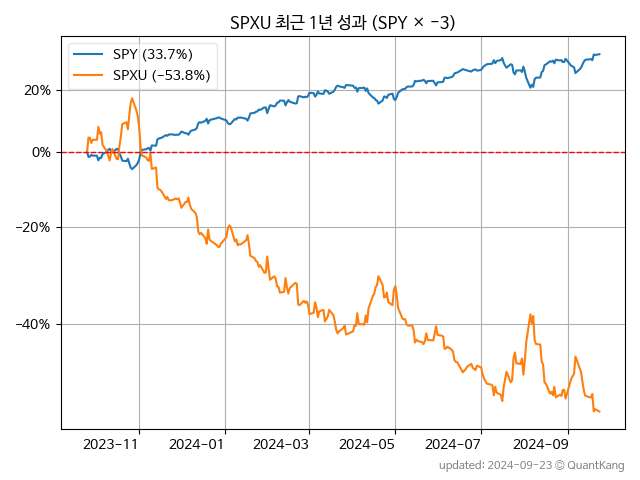 SPXU 최근 1년 성과 (SPY × −3)
SPY (33.7%)
SPXU (−53.8%)
20%
0%
−20%
−40%
2023−11 2024−01 2024−03 2024−05 2024−07 2024−09
updated: 2024-09-23 © QuantKang